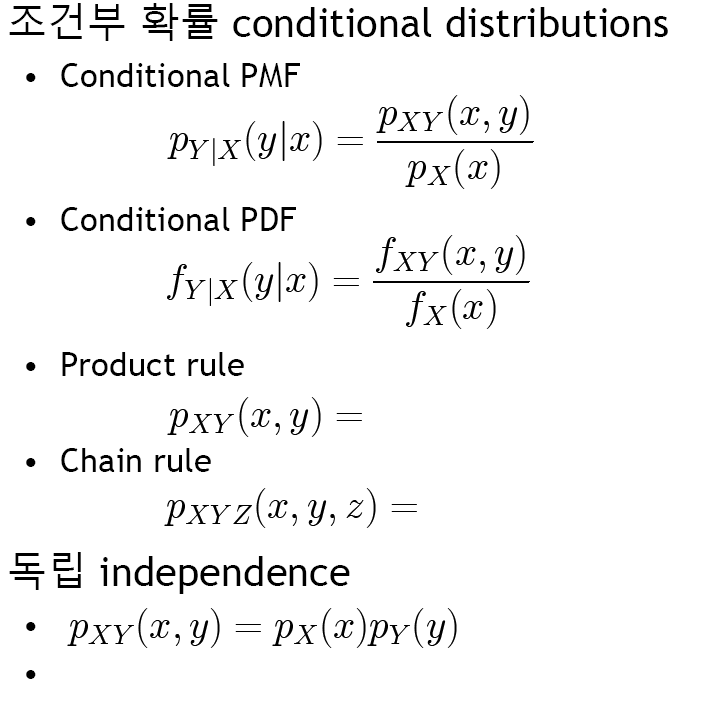 조건부 확률 conditional distributions
• Conditional PMF
p_{Y|X}(y|x) = \frac{p_{XY}(x, y)}{p_X(x)}
• Conditional PDF
f_{Y|X}(y|x) = \frac{f_{XY}(x, y)}{f_X(x)}
• Product rule
p_{XY}(x, y) =
• Chain rule
p_{XYZ}(x, y, z) =
독립 independence
• p_{XY}(x, y) = p_X(x)p_Y(y)
•